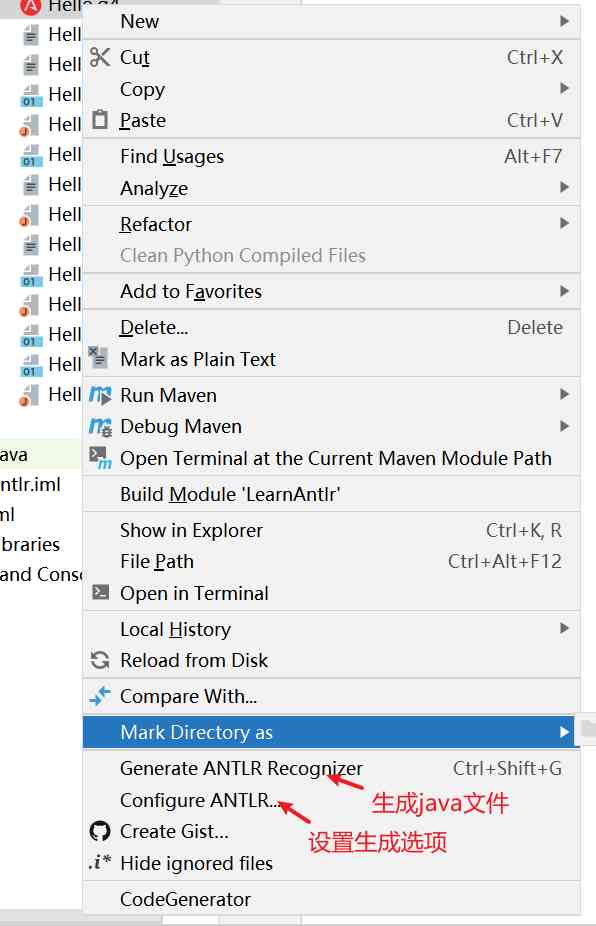 Hello.g4
New
Hell
Cut Ctrl+X
Hell
Copy
Hell
Paste Ctrl+V
Hell
Find Usages Alt+F7
Hell
Analyze
Hell
Hell
Refactor
Hell
Clean Python Compiled Files
Hell
Add to Favorites
Hell
Delete... Delete
Hell
Mark as Plain Text
Hell
Run Maven
Hell
Debug Maven
ava
Open Terminal at the Current Maven Module Path
ntlr.iml
Build Module 'LearnAntlr'
ml
Show in Explorer Ctrl+K, R
braries
File Path Ctrl+Alt+F12
and Conso
Open in Terminal
Local History
Reload from Disk
Compare With...
Mark Directory as
Generate ANTLR Recognizer Ctrl+Shift+G
生成java文件
Configure ANTLR...
设置生成选项
Create Gist...
.i* Hide ignored files
CodeGenerator